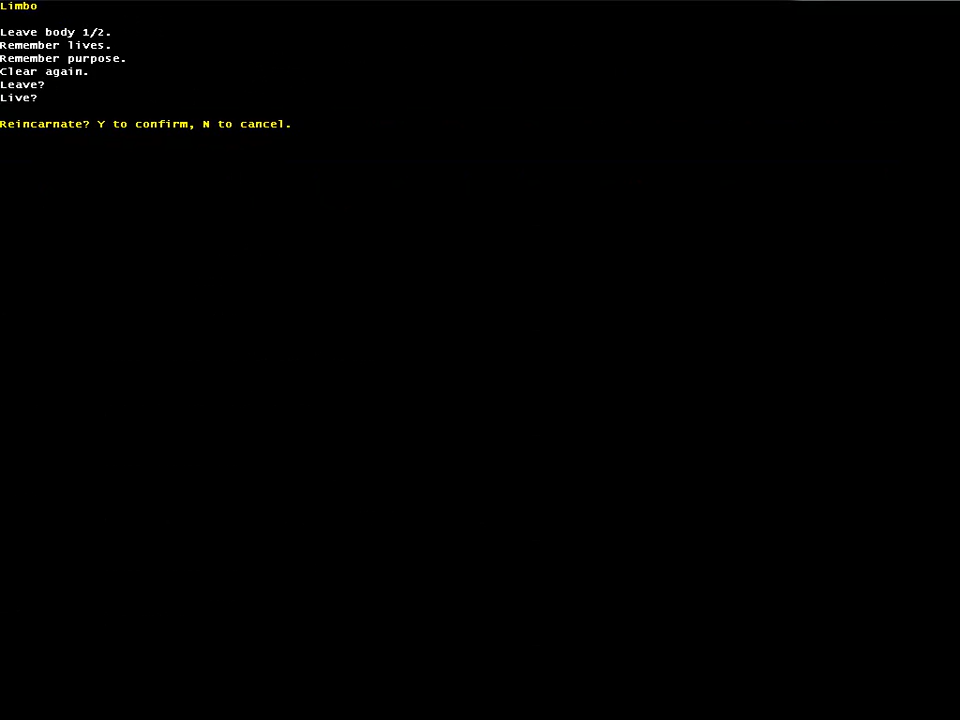 Limbo
Leave body 1/2.
Remember lives.
Remember purpose.
Clear again.
Leave?
Live?
Reincarnate? Y to confirm, N to cancel.